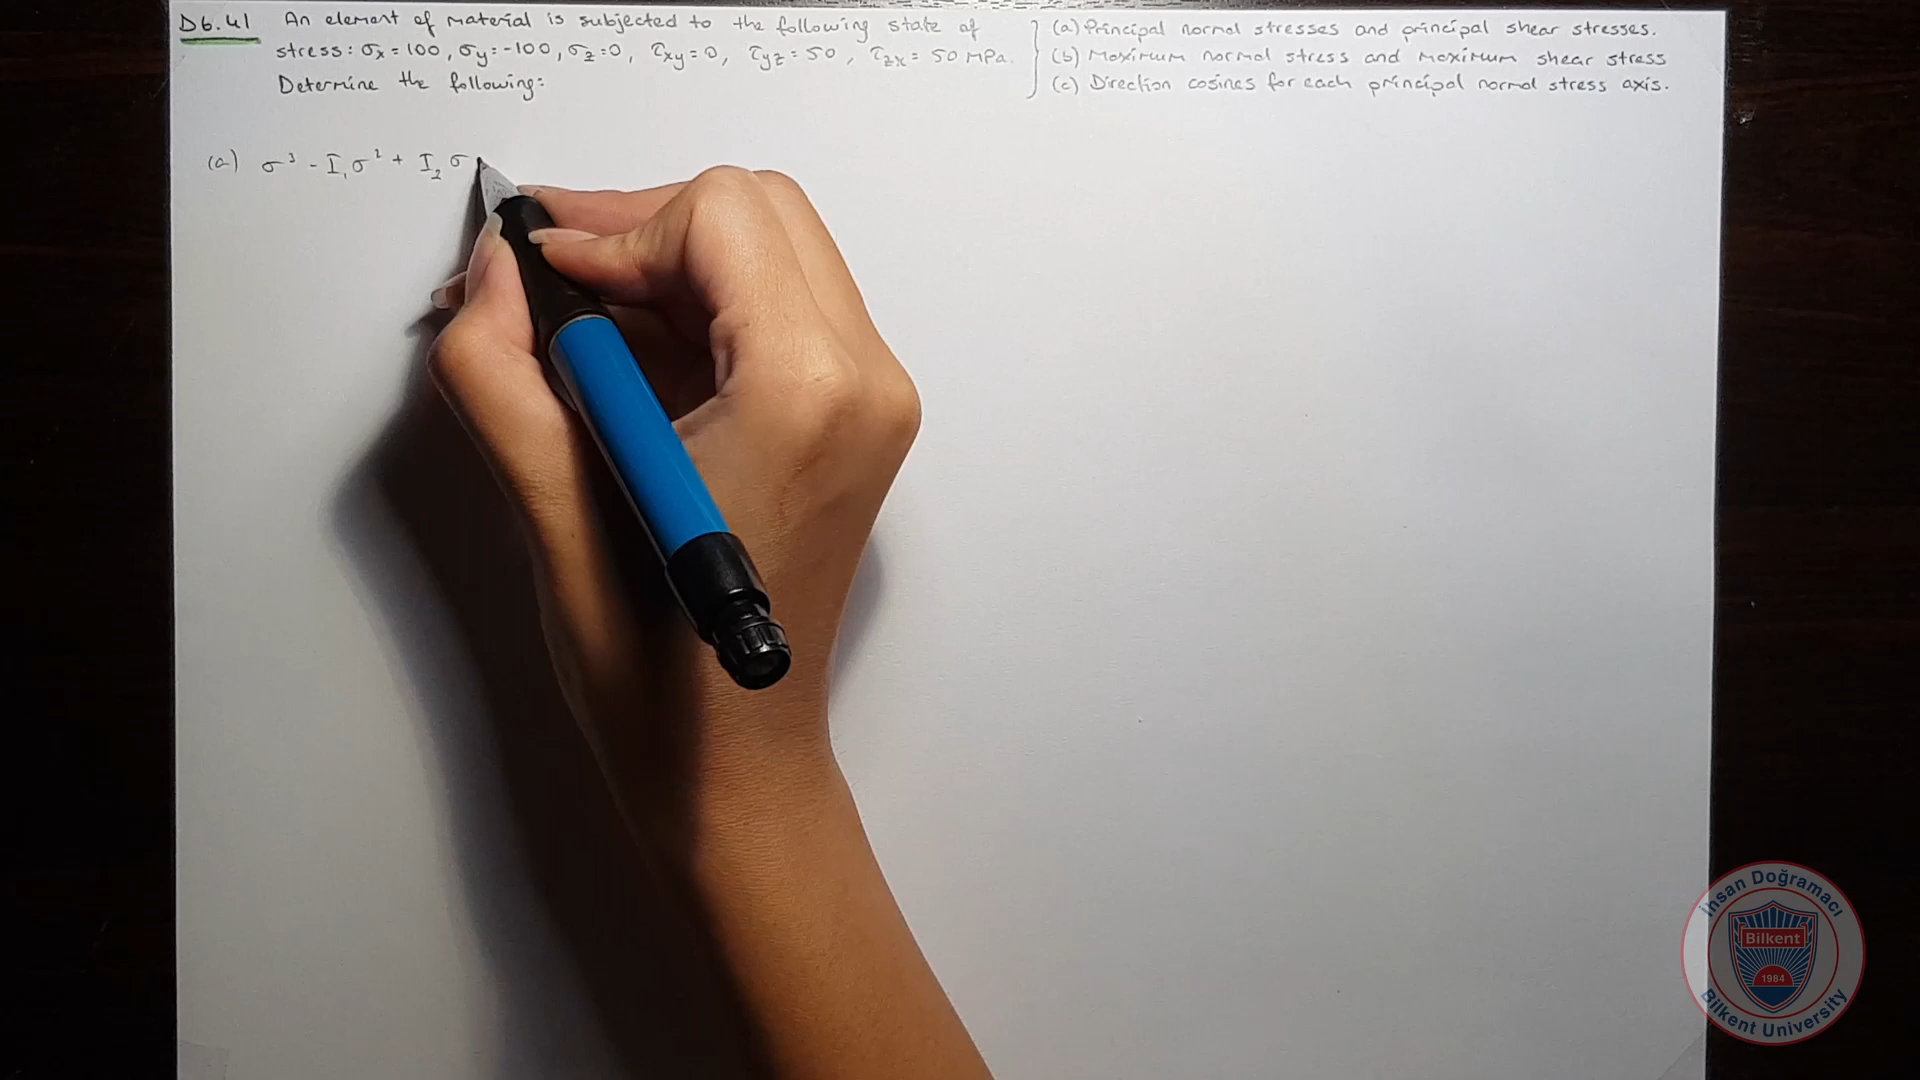 D6.41 An element of material is subjected to the following state of
stress: σx = 100, σy = -100, σz = 0, τxy = 0, τyz = 50, τzx = 50 MPa.
Determine the following:
(a) Principal normal stresses and principal shear stresses.
(b) Maximum normal stress and maximum shear stress
(c) Direction cosines for each principal normal stress axis.
(a) σ³ - I₁σ² + I₂σ
İhsan Doğramacı
Bilkent
1984
Bilkent University